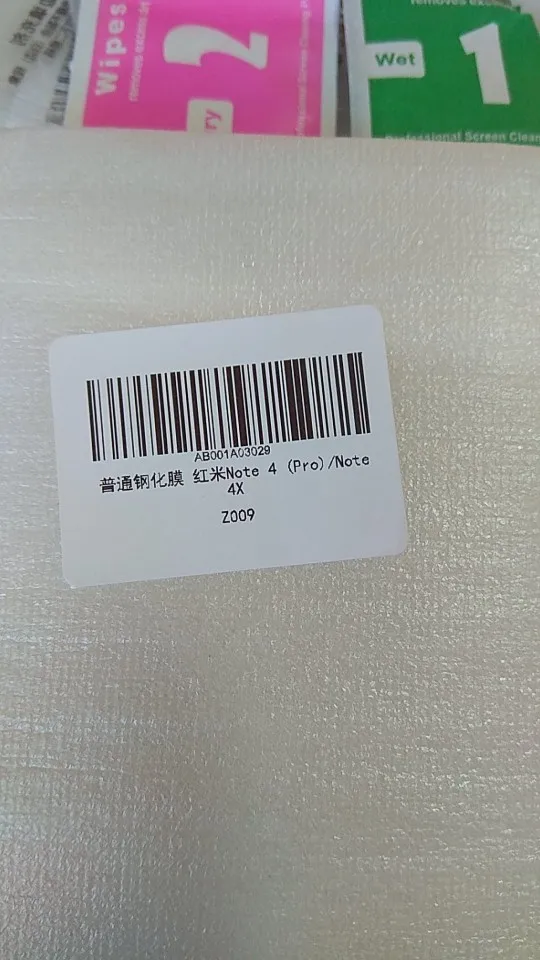 Wipes
2
Wet
1
Professional Screen Clean
AB001A03029
普通钢化膜 红米Note 4 (Pro)/Note
4X
Z009